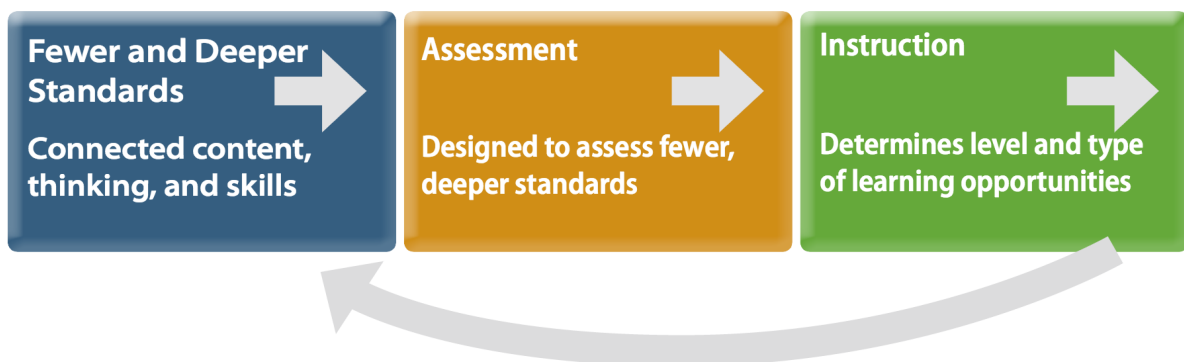 Fewer and Deeper
Standards
Connected content,
thinking, and skills
Assessment
Designed to assess fewer,
deeper standards
Instruction
Determines level and type
of learning opportunities